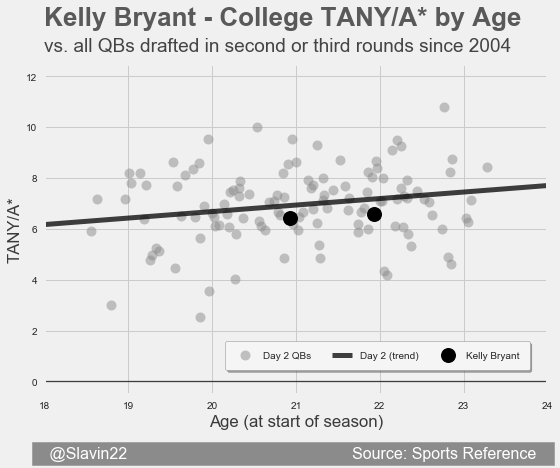 Kelly Bryant - College TANY/A* by Age
vs. all QBs drafted in second or third rounds since 2004
12
10
8
6
4
2
0
TANY/A*
Day 2 QBs
Day 2 (trend)
Kelly Bryant
18
19
20
21
22
23
24
Age (at start of season)
@Slavin22
Source: Sports Reference